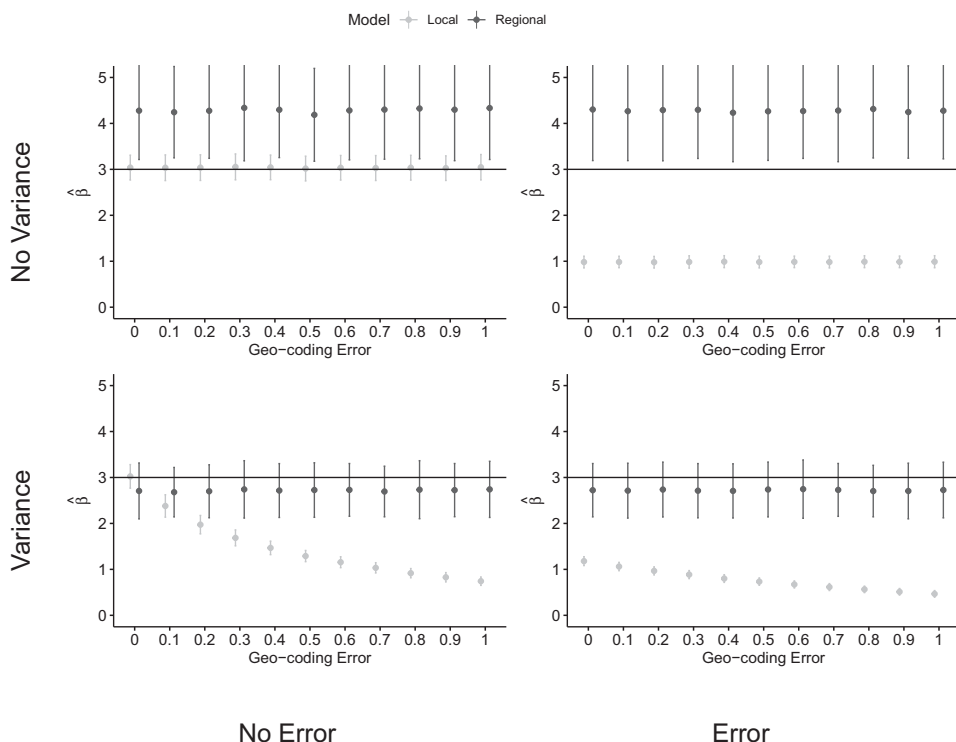 Model Local Regional
No Variance
β̂
5
4
3
2
1
0
0 0.1 0.2 0.3 0.4 0.5 0.6 0.7 0.8 0.9 1
Geo−coding Error
β̂
5
4
3
2
1
0
0 0.1 0.2 0.3 0.4 0.5 0.6 0.7 0.8 0.9 1
Geo−coding Error
Variance
β̂
5
4
3
2
1
0
0 0.1 0.2 0.3 0.4 0.5 0.6 0.7 0.8 0.9 1
Geo−coding Error
β̂
5
4
3
2
1
0
0 0.1 0.2 0.3 0.4 0.5 0.6 0.7 0.8 0.9 1
Geo−coding Error
No Error
Error